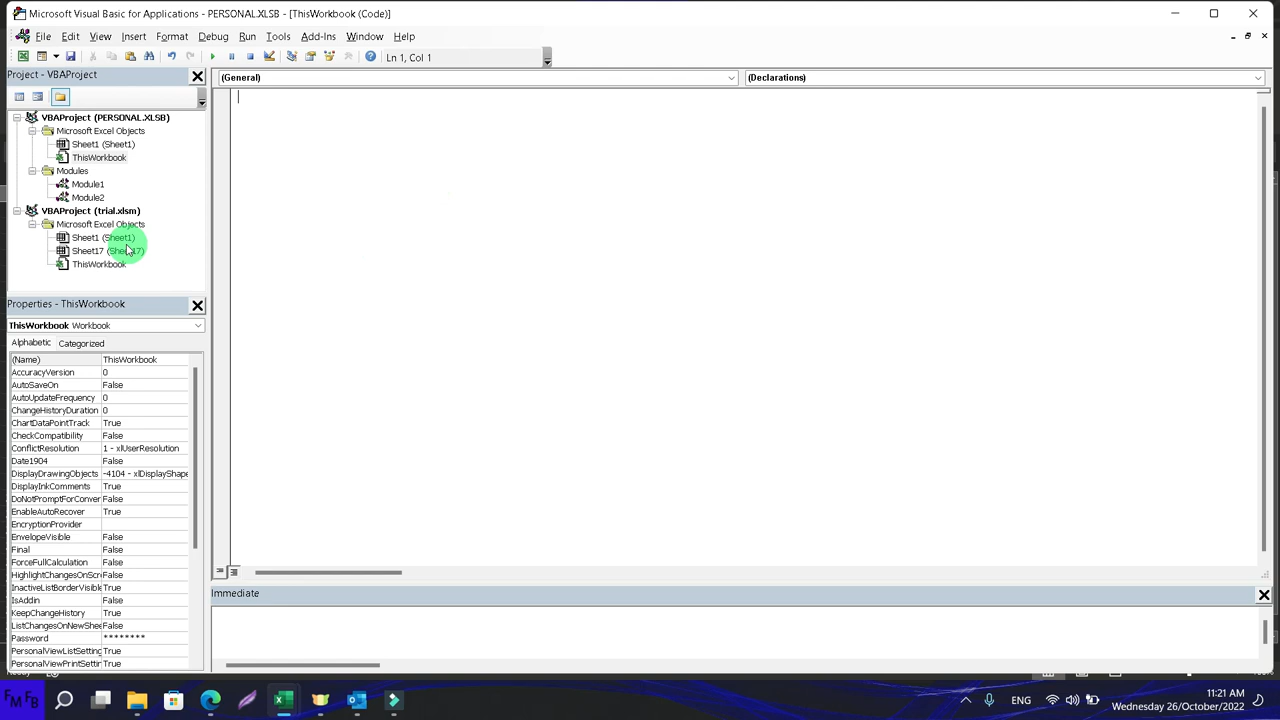 Microsoft Visual Basic for Applications - PERSONAL.XLSB - [ThisWorkbook (Code)]
File Edit View Insert Format Debug Run Tools Add-Ins Window Help
Ln 1, Col 1
Project - VBAProject
(General)
(Declarations)
VBAProject (PERSONAL.XLSB)
Microsoft Excel Objects
Sheet1 (Sheet1)
ThisWorkbook
Modules
Module1
Module2
VBAProject (trial.xlsm)
Microsoft Excel Objects
Sheet1 (Sheet1)
Sheet17 (Sheet17)
ThisWorkbook
Properties - ThisWorkbook
ThisWorkbook Workbook
Alphabetic Categorized
(Name) ThisWorkbook
AccuracyVersion 0
AutoSaveOn False
AutoUpdateFrequency 0
ChangeHistoryDuration 0
ChartDataPointTrack True
CheckCompatibility False
ConflictResolution 1 - xlUserResolution
Date1904 False
DisplayDrawingObjects -4104 - xlDisplayShape
DisplayInkComments True
DoNotPromptForConver False
EnableAutoRecover True
EncryptionProvider
EnvelopeVisible False
Final False
ForceFullCalculation False
HighlightChangesOnScr False
InactiveListBorderVisible True
IsAddin False
KeepChangeHistory True
ListChangesOnNewShee False
Password ********
PersonalViewListSetting True
PersonalViewPrintSettin True
Immediate
FM FB
ENG
11:21 AM
Wednesday 26/October/2022